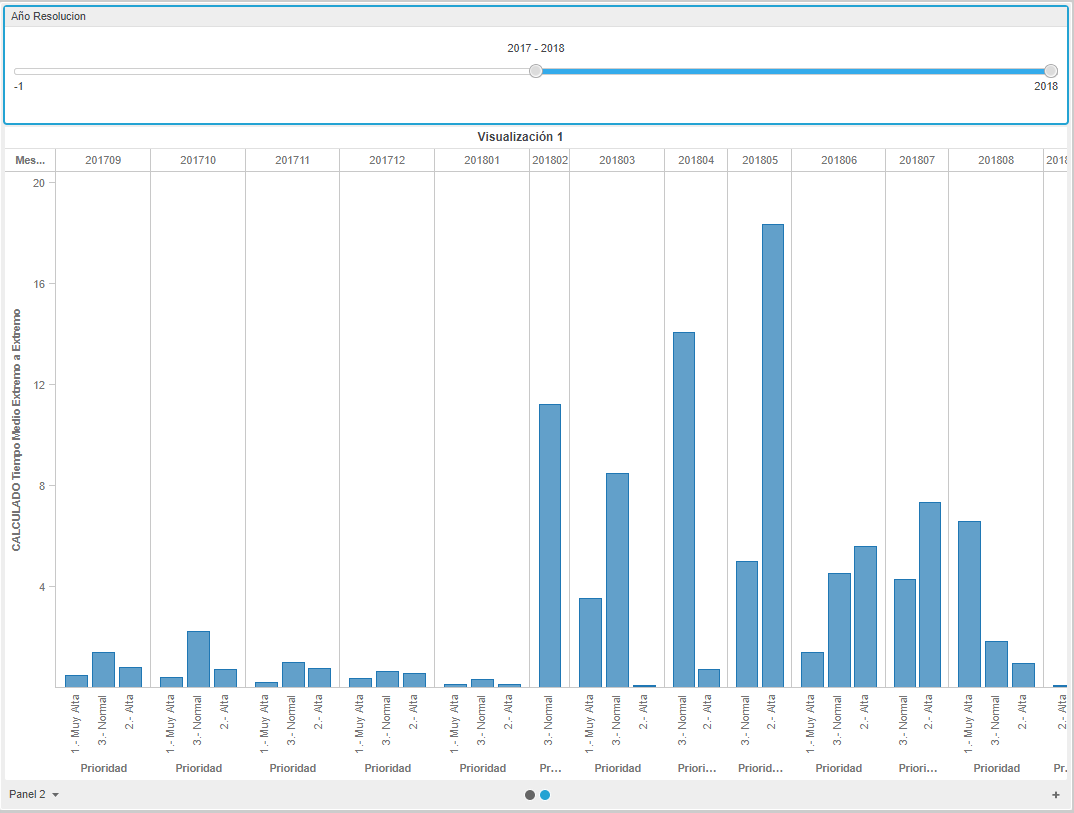 Año Resolucion
2017 - 2018
-1 2018
Visualización 1
Mes... 201709 201710 201711 201712 201801 201802 201803 201804 201805 201806 201807 201808 2018
CALCULADO Tiempo Medio Extremo a Extremo
20
16
12
8
4
1.- Muy Alta 3.- Normal 2.- Alta 1.- Muy Alta 3.- Normal 2.- Alta 1.- Muy Alta 3.- Normal 2.- Alta 1.- Muy Alta 3.- Normal 2.- Alta 1.- Muy Alta 3.- Normal 2.- Alta 3.- Normal 1.- Muy Alta 3.- Normal 2.- Alta 3.- Normal 2.- Alta 3.- Normal 2.- Alta 1.- Muy Alta 3.- Normal 2.- Alta 3.- Normal 2.- Alta 1.- Muy Alta 3.- Normal 2.- Alta 2.- Alta
Prioridad Prioridad Prioridad Prioridad Prioridad Pr... Prioridad Priori... Priorid... Prioridad Priori... Prioridad Pr.
Panel 2 +